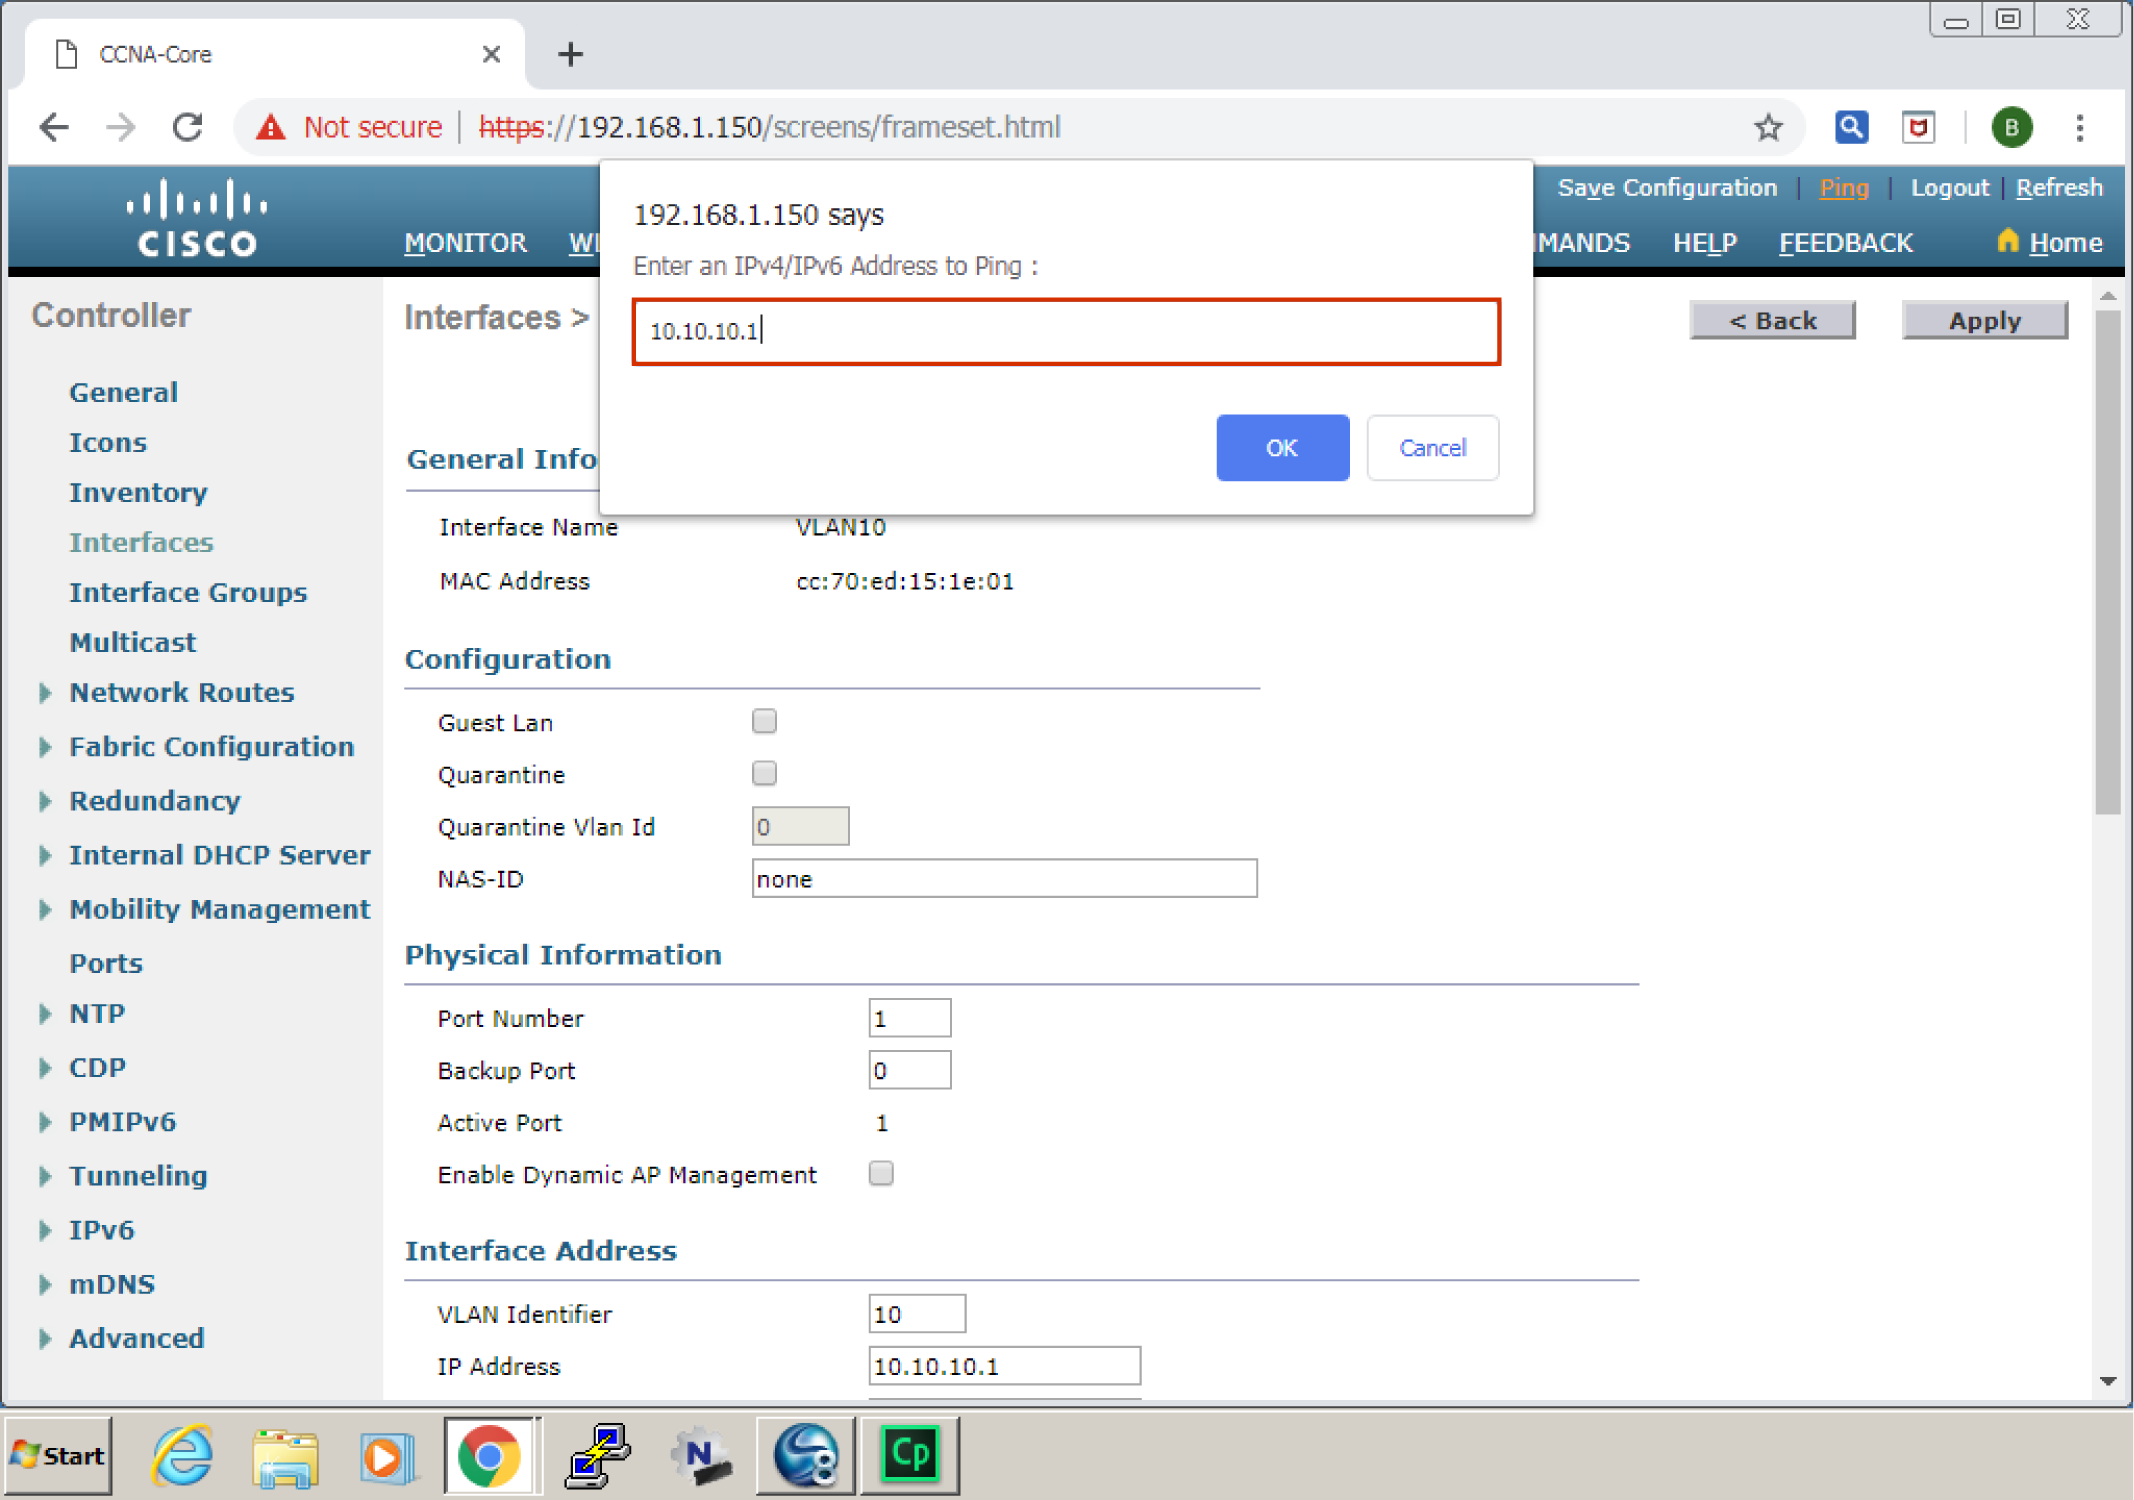 CCNA-Core
Not secure | https://192.168.1.150/screens/frameset.html
B
192.168.1.150 says
Enter an IPv4/IPv6 Address to Ping :
10.10.10.1
OK
Cancel
Save Configuration | Ping | Logout | Refresh
CISCO
MONITOR
WL
MMANDS
HELP
FEEDBACK
Home
Controller
General
Icons
Inventory
Interfaces
Interface Groups
Multicast
Network Routes
Fabric Configuration
Redundancy
Internal DHCP Server
Mobility Management
Ports
NTP
CDP
PMIPv6
Tunneling
IPv6
mDNS
Advanced
Interfaces >
< Back
Apply
General Info
Interface Name VLAN10
MAC Address cc:70:ed:15:1e:01
Configuration
Guest Lan
Quarantine
Quarantine Vlan Id 0
NAS-ID none
Physical Information
Port Number 1
Backup Port 0
Active Port 1
Enable Dynamic AP Management
Interface Address
VLAN Identifier 10
IP Address 10.10.10.1
Start
N
8
Cp